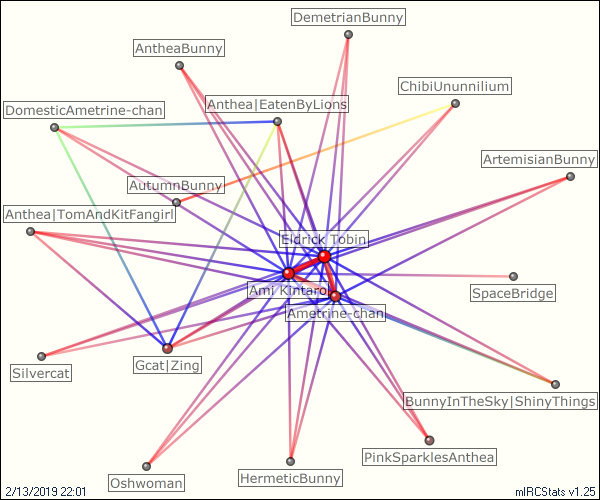 DemetrianBunny
AntheaBunny
ChibiUnunnilium
Anthea|EatenByLions
DomesticAmetrine-chan
ArtemisianBunny
AutumnBunny
Anthea|TomAndKitFangirl
Eldrick Tobin
Ami Kintaro
SpaceBridge
Ametrine-chan
Gcat|Zing
Silvercat
BunnyInTheSky|ShinyThings
PinkSparklesAnthea
HermeticBunny
Oshwoman
2/13/2019 22:01
mIRCStats v1.25